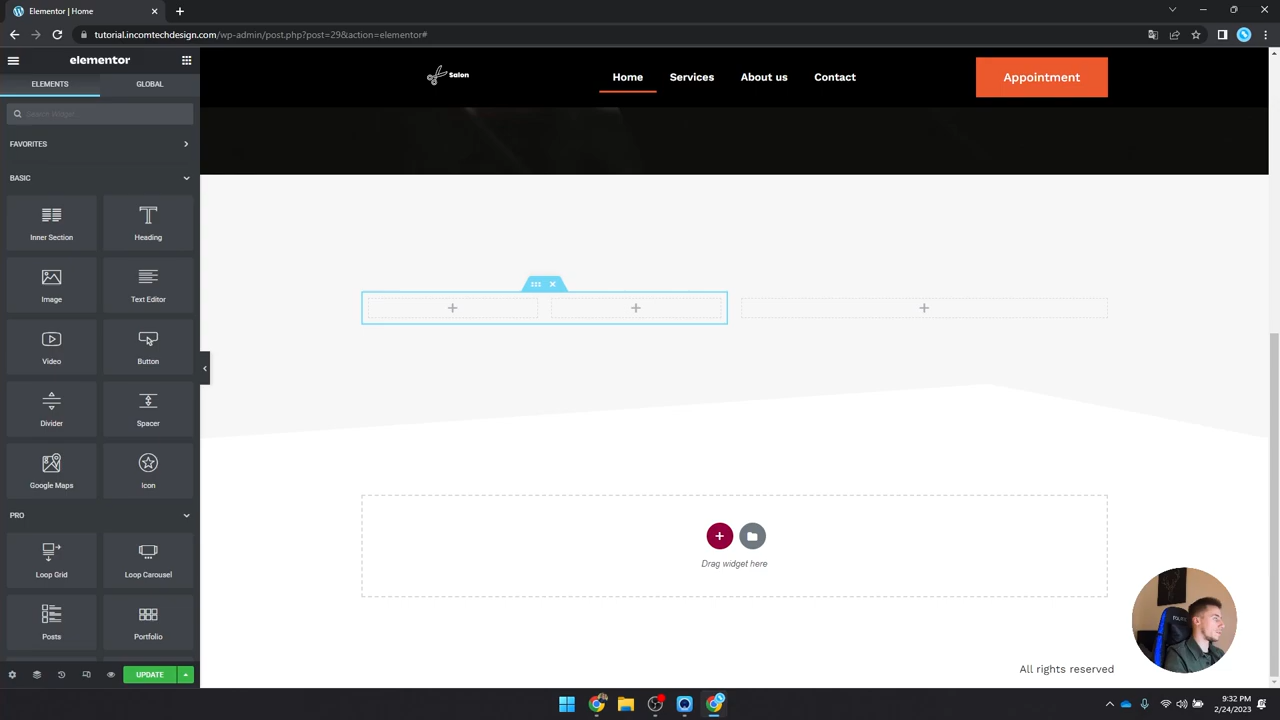 Elementor | Home
tutorial.incomtechdesign.com/wp-admin/post.php?post=29&action=elementor#
elementor
ELEMENTS
GLOBAL
Search Widget...
FAVORITES
BASIC
Inner Section
Heading
Image
Text Editor
Video
Button
Divider
Spacer
Google Maps
Icon
PRO
Loop Grid
Loop Carousel
Posts
Portfolio
UPDATE
Salon
Home
Services
About us
Contact
Appointment
Drag widget here
All rights reserved
9:32 PM
2/24/2023